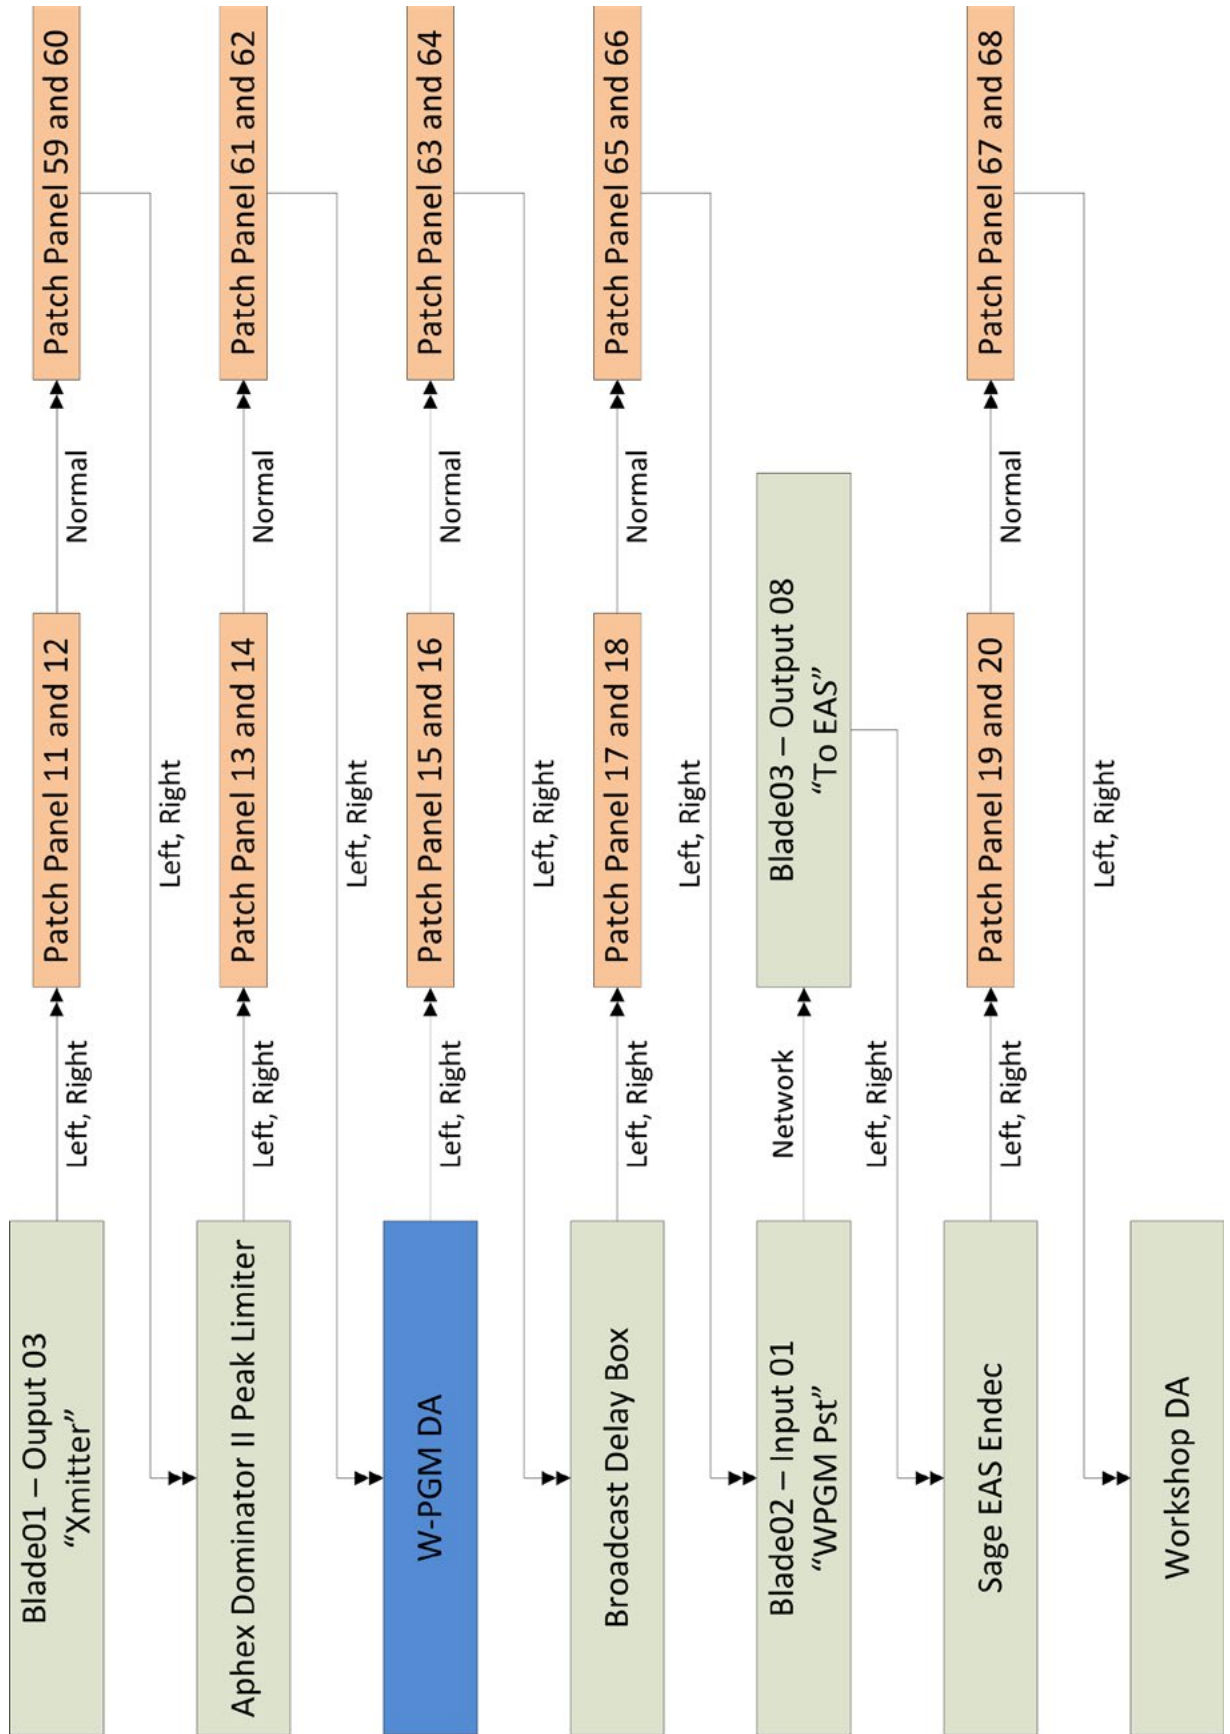 Blade01 – Ouput 03
“Xmitter”
Left, Right
Patch Panel 11 and 12
Normal
Patch Panel 59 and 60
Left, Right
Aphex Dominator II Peak Limiter
Left, Right
Patch Panel 13 and 14
Normal
Patch Panel 61 and 62
Left, Right
W-PGM DA
Left, Right
Patch Panel 15 and 16
Normal
Patch Panel 63 and 64
Left, Right
Broadcast Delay Box
Left, Right
Patch Panel 17 and 18
Normal
Patch Panel 65 and 66
Left, Right
Blade02 – Input 01
“WPGM Pst”
Network
Blade03 – Output 08
“To EAS”
Left, Right
Sage EAS Endec
Left, Right
Patch Panel 19 and 20
Normal
Patch Panel 67 and 68
Left, Right
Workshop DA